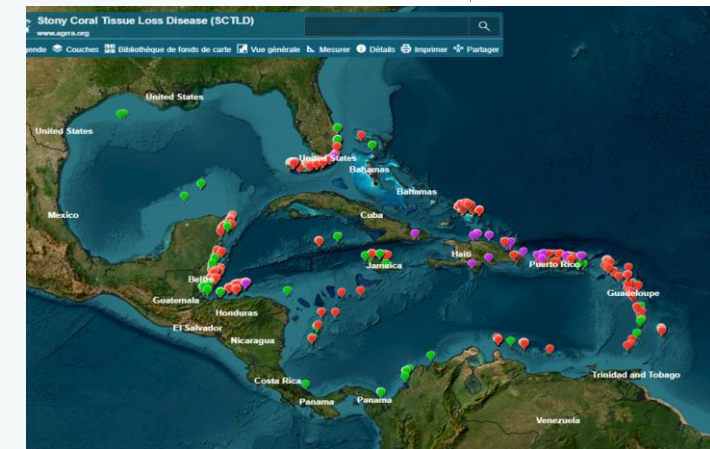 Stony Coral Tissue Loss Disease (SCTLD)
www.agrra.org
gende Couches Bibliothèque de fonds de carte Vue générale Mesurer Détails Imprimer Partager
United States
United States
United States
Bahamas
Bahamas
Mexico
Cuba
Haiti
Jamaica
Puerto Rico
Guatemala
Guadeloupe
Honduras
El Salvador
Nicaragua
Costa Rica
Panama
Panama
Trinidad and Tobago
Venezuela